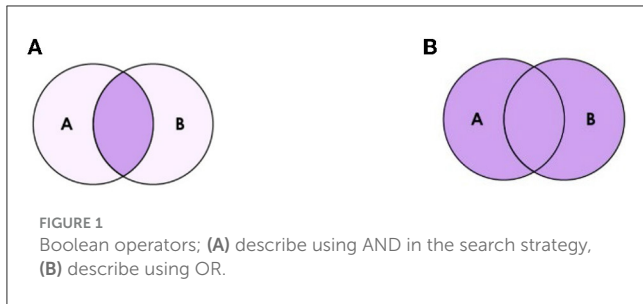 A
B
A
B
A
B
FIGURE 1
Boolean operators; (A) describe using AND in the search strategy,
(B) describe using OR.